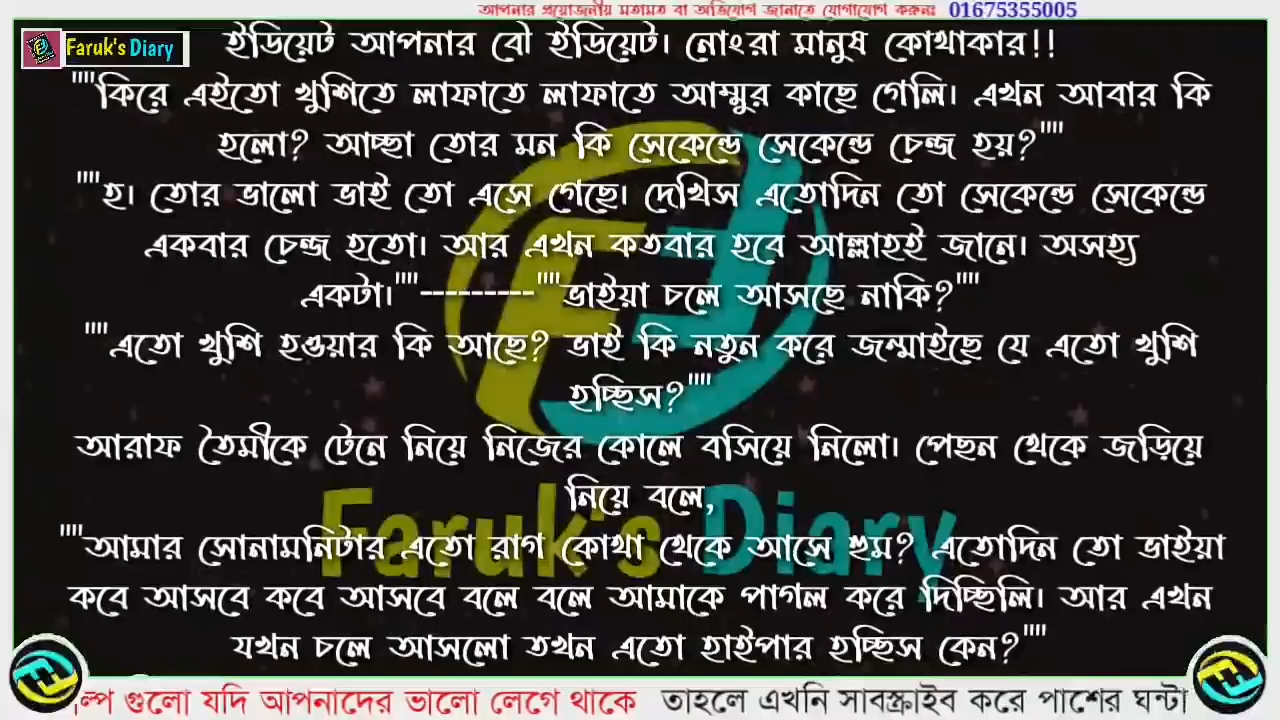 আপনার প্রয়োজনীয় মতামত বা অভিযোগ জানাতে যোগাযোগ করুনঃ 01675355005
Faruk's Diary
ইডিয়েট আপনার বৌ ইডিয়েট। নোংরা মানুষ কোথাকার!!
""কিরে এইতো খুশিতে লাফাতে লাফাতে আম্মুর কাছে গেলি। এখন আবার কি
হলো? আচ্ছা তোর মন কি সেকেন্ডে সেকেন্ডে চেন্জ হয়?""
""হ। তোর ভালো ভাই তো এসে গেছে। দেখিস এতোদিন তো সেকেন্ডে সেকেন্ডে
একবার চেন্জ হতো। আর এখন কতবার হবে আল্লাহই জানে। অসহ্য
একটা।""---------""ভাইয়া চলে আসছে নাকি?""
""এতো খুশি হওয়ার কি আছে? ভাই কি নতুন করে জন্মাইছে যে এতো খুশি
হচ্ছিস?""
আরাফ তৈমীকে টেনে নিয়ে নিজের কোলে বসিয়ে নিলো। পেছন থেকে জড়িয়ে
নিয়ে বলে,
Faruk's Diary
""আমার সোনামনিটার এতো রাগ কোথা থেকে আসে হুম? এতোদিন তো ভাইয়া
কবে আসবে কবে আসবে বলে বলে আমাকে পাগল করে দিচ্ছিলি। আর এখন
যখন চলে আসলো তখন এতো হাইপার হচ্ছিস কেন?""
গুলো যদি আপনাদের ভালো লেগে থাকে তাহলে এখনি সাবস্ক্রাইব করে পাশের ঘন্টা